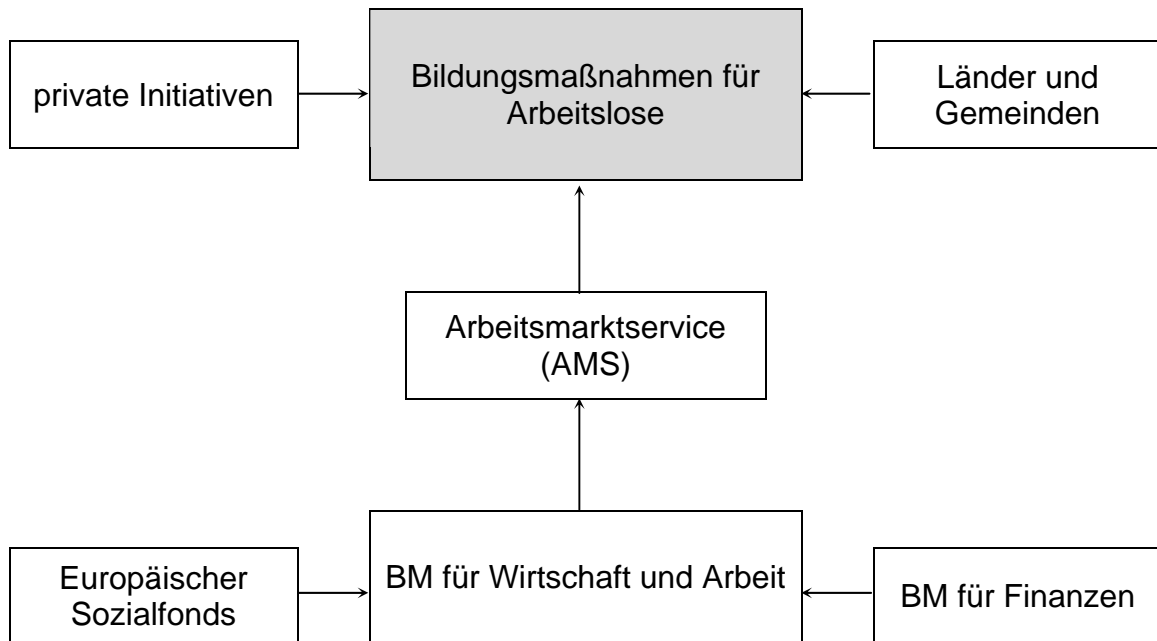 private Initiativen
Bildungsmaßnahmen für
Arbeitslose
Länder und
Gemeinden
Arbeitsmarktservice
(AMS)
Europäischer
Sozialfonds
BM für Wirtschaft und Arbeit
BM für Finanzen